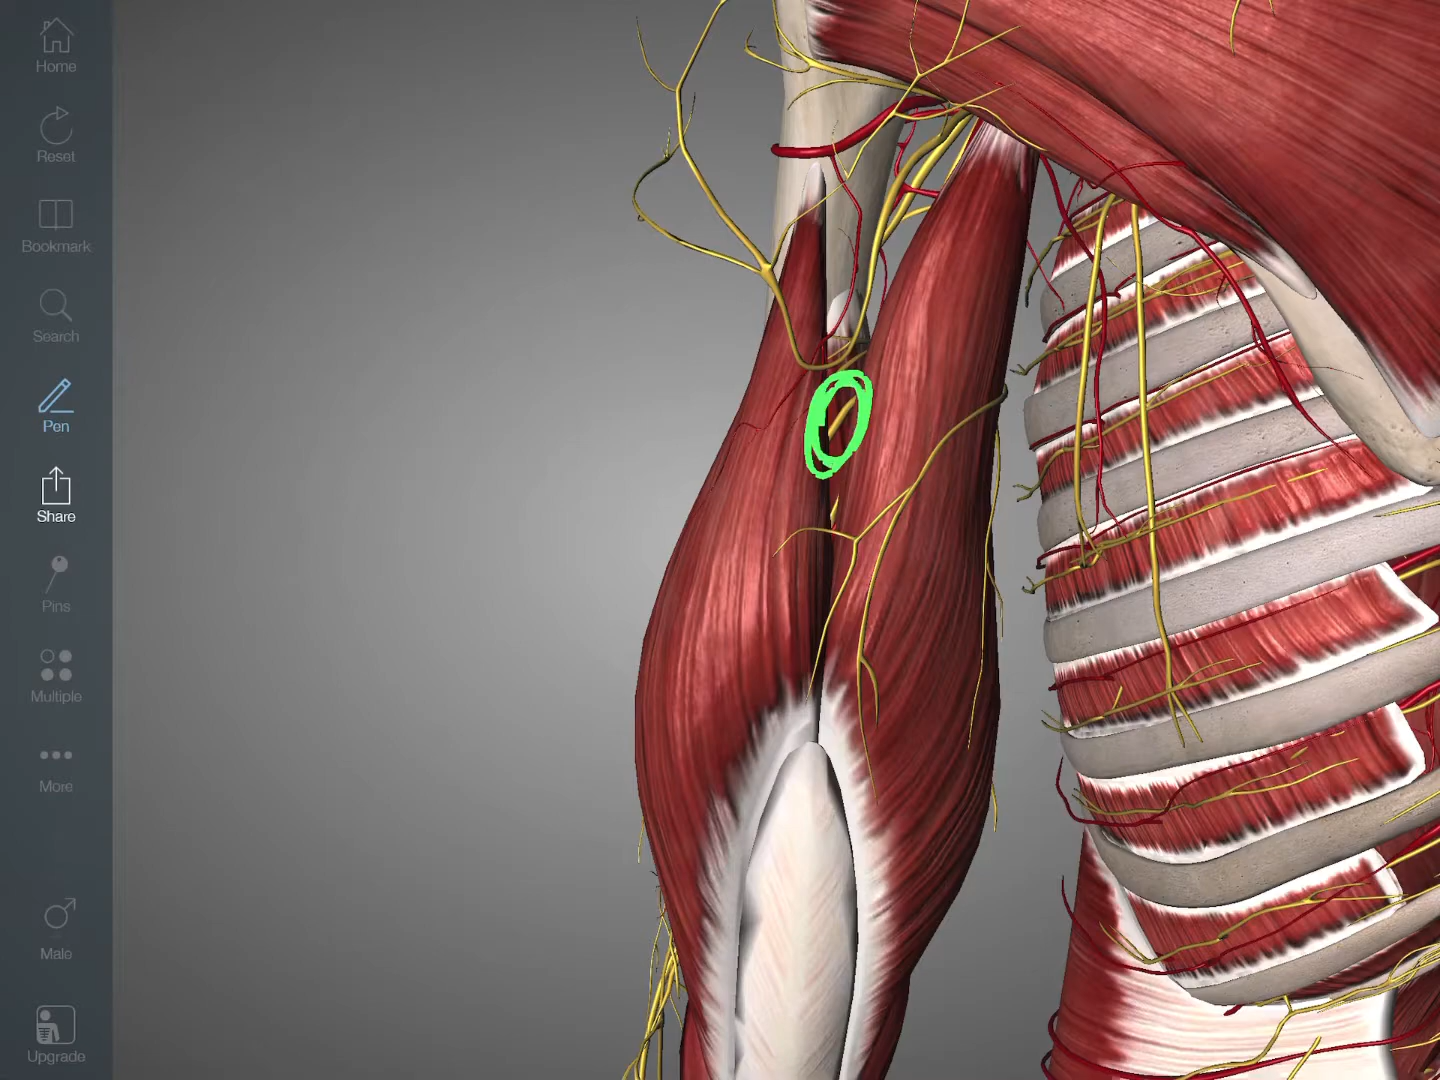 Home
Reset
Bookmark
Search
Pen
Share
Pins
Multiple
More
Male
Upgrade